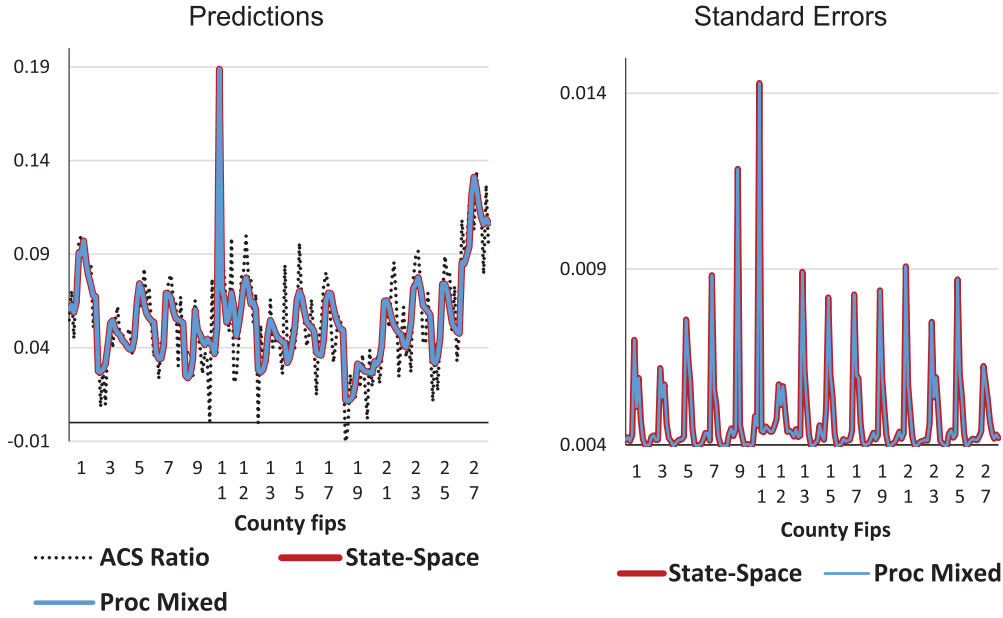 Predictions
0.19
0.14
0.09
0.04
-0.01
1 3 5 7 9 1 1 1 1 1 1 2 2 2 2
1 2 3 5 7 9 1 3 5 7
County fips
ACS Ratio State-Space
Proc Mixed
Standard Errors
0.014
0.009
0.004
1 3 5 7 9 1 1 1 1 1 1 2 2 2 2
1 2 3 5 7 9 1 3 5 7
County Fips
State-Space Proc Mixed